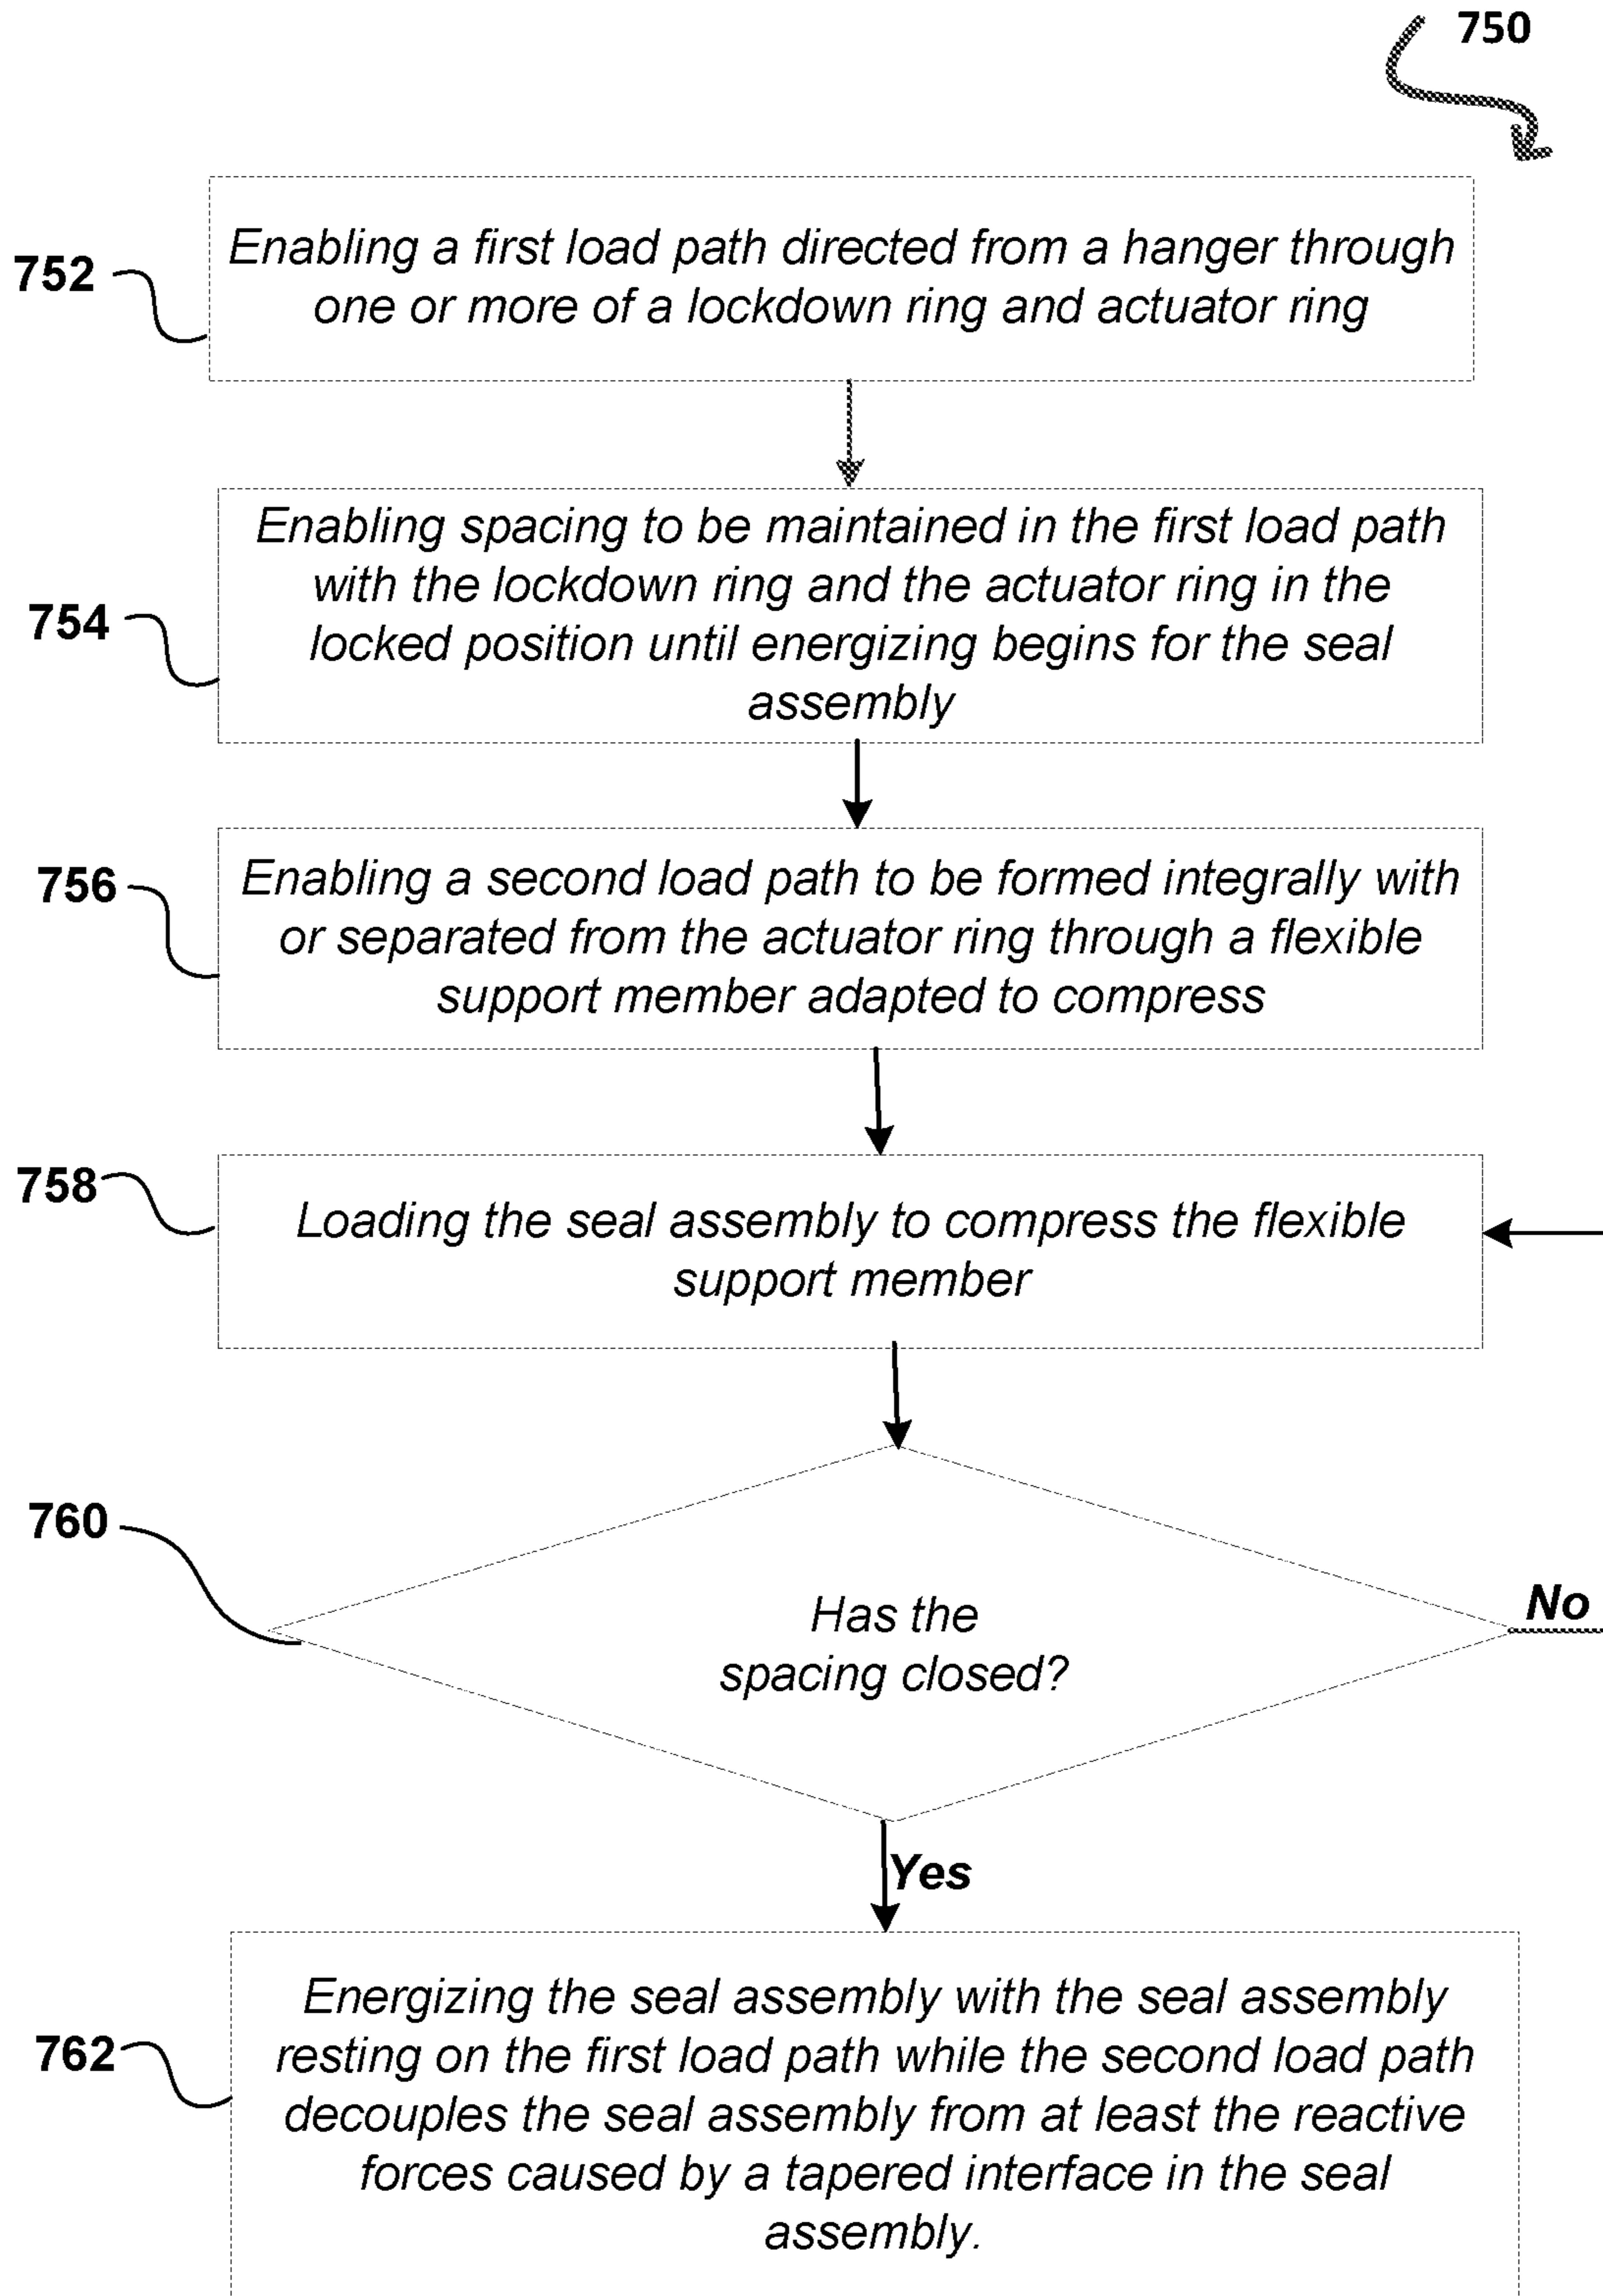 750
752
Enabling a first load path directed from a hanger through
one or more of a lockdown ring and actuator ring
754
Enabling spacing to be maintained in the first load path
with the lockdown ring and the actuator ring in the
locked position until energizing begins for the seal
assembly
756
Enabling a second load path to be formed integrally with
or separated from the actuator ring through a flexible
support member adapted to compress
758
Loading the seal assembly to compress the flexible
support member
760
Has the
spacing closed?
No
Yes
762
Energizing the seal assembly with the seal assembly
resting on the first load path while the second load path
decouples the seal assembly from at least the reactive
forces caused by a tapered interface in the seal
assembly.